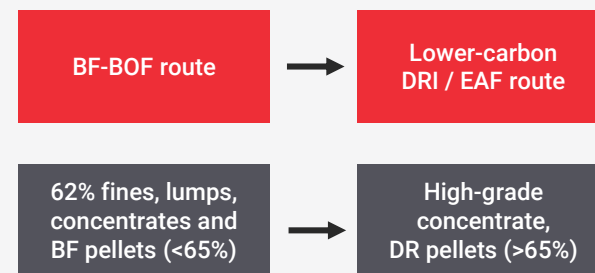 BF-BOF route
Lower-carbon
DRI / EAF route
62% fines, lumps,
concentrates and
BF pellets (<65%)
High-grade
concentrate,
DR pellets (>65%)